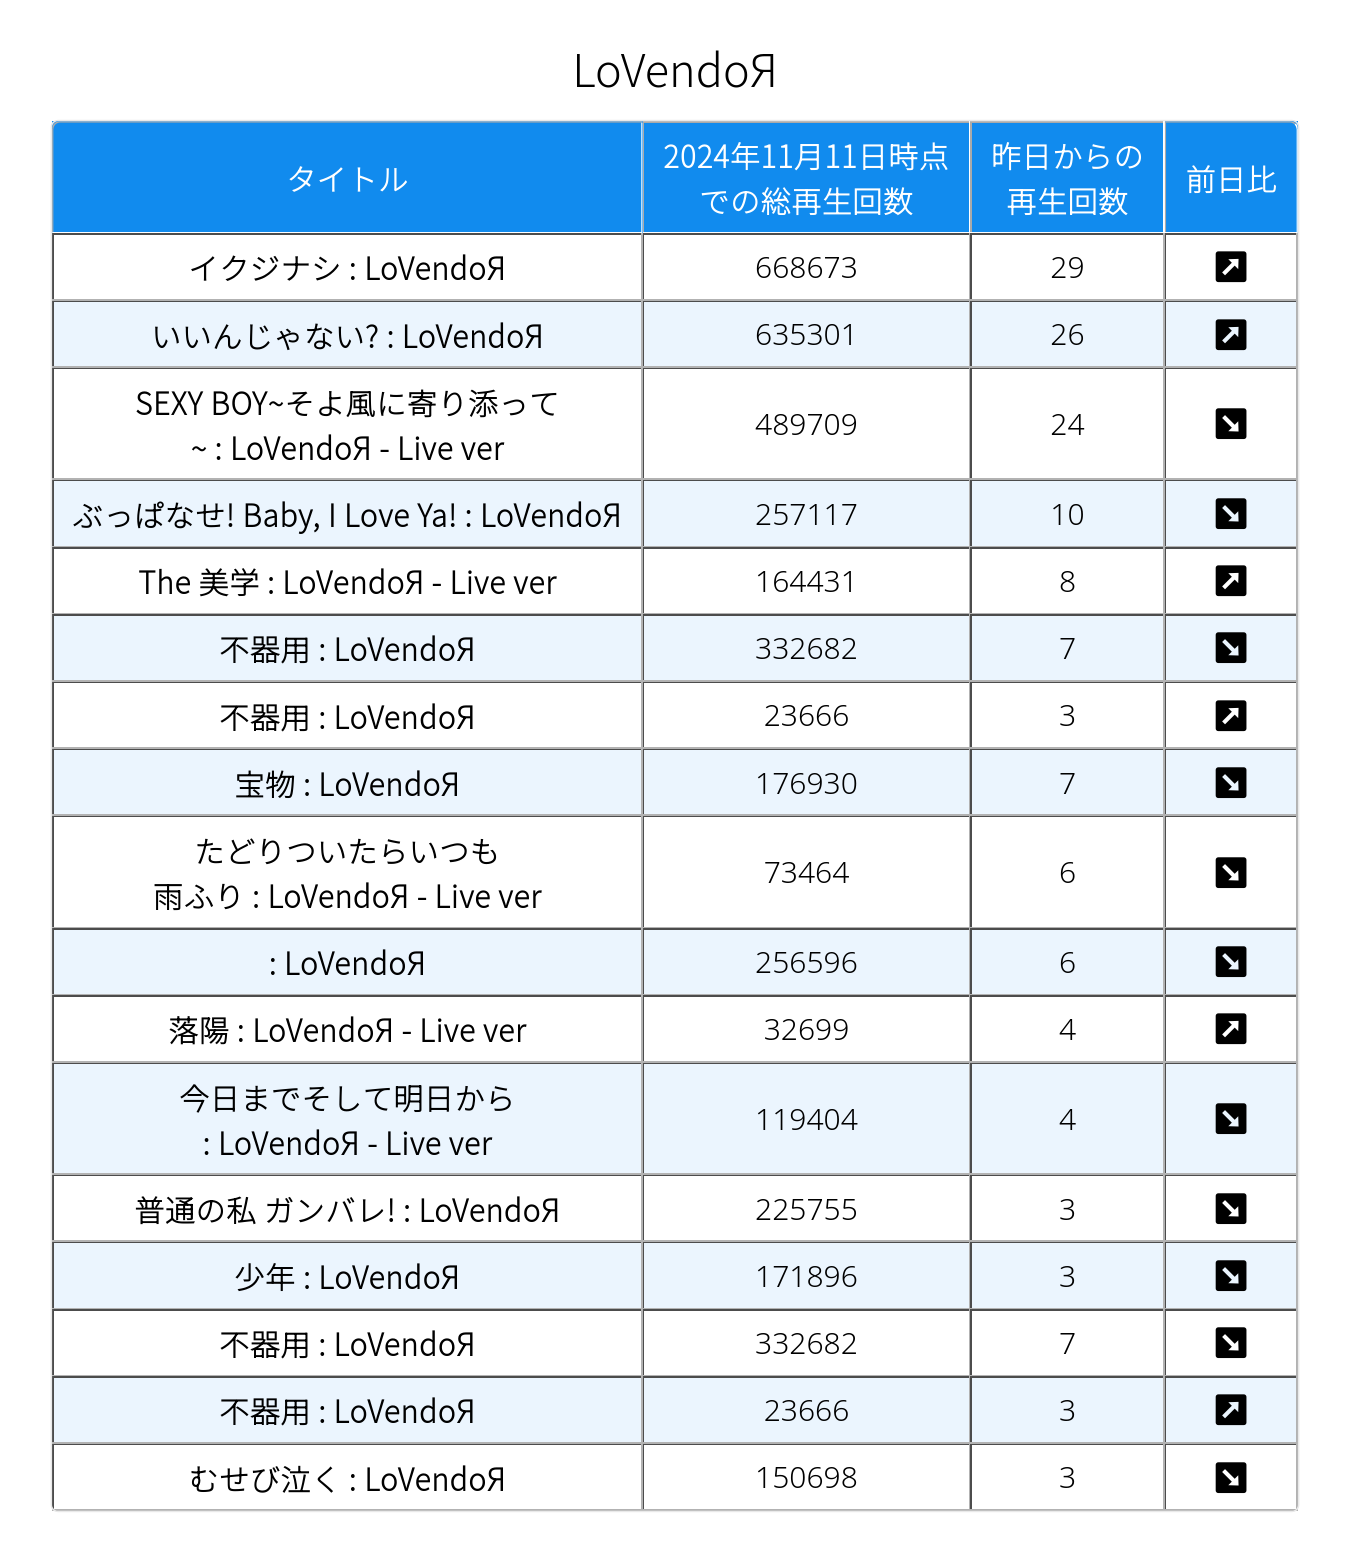 LoVendoЯ
タイトル
2024年11月11日時点
での総再生回数
昨日からの
再生回数
前日比
イクジナシ : LoVendoЯ 668673 29
いいんじゃない? : LoVendoЯ 635301 26
SEXY BOY~そよ風に寄り添って
~ : LoVendoЯ - Live ver 489709 24
ぶっぱなせ! Baby, I Love Ya! : LoVendoЯ 257117 10
The 美学 : LoVendoЯ - Live ver 164431 8
不器用 : LoVendoЯ 332682 7
不器用 : LoVendoЯ 23666 3
宝物 : LoVendoЯ 176930 7
たどりついたらいつも
雨ふり : LoVendoЯ - Live ver 73464 6
: LoVendoЯ 256596 6
落陽 : LoVendoЯ - Live ver 32699 4
今日までそして明日から
: LoVendoЯ - Live ver 119404 4
普通の私 ガンバレ! : LoVendoЯ 225755 3
少年 : LoVendoЯ 171896 3
不器用 : LoVendoЯ 332682 7
不器用 : LoVendoЯ 23666 3
むせび泣く : LoVendoЯ 150698 3